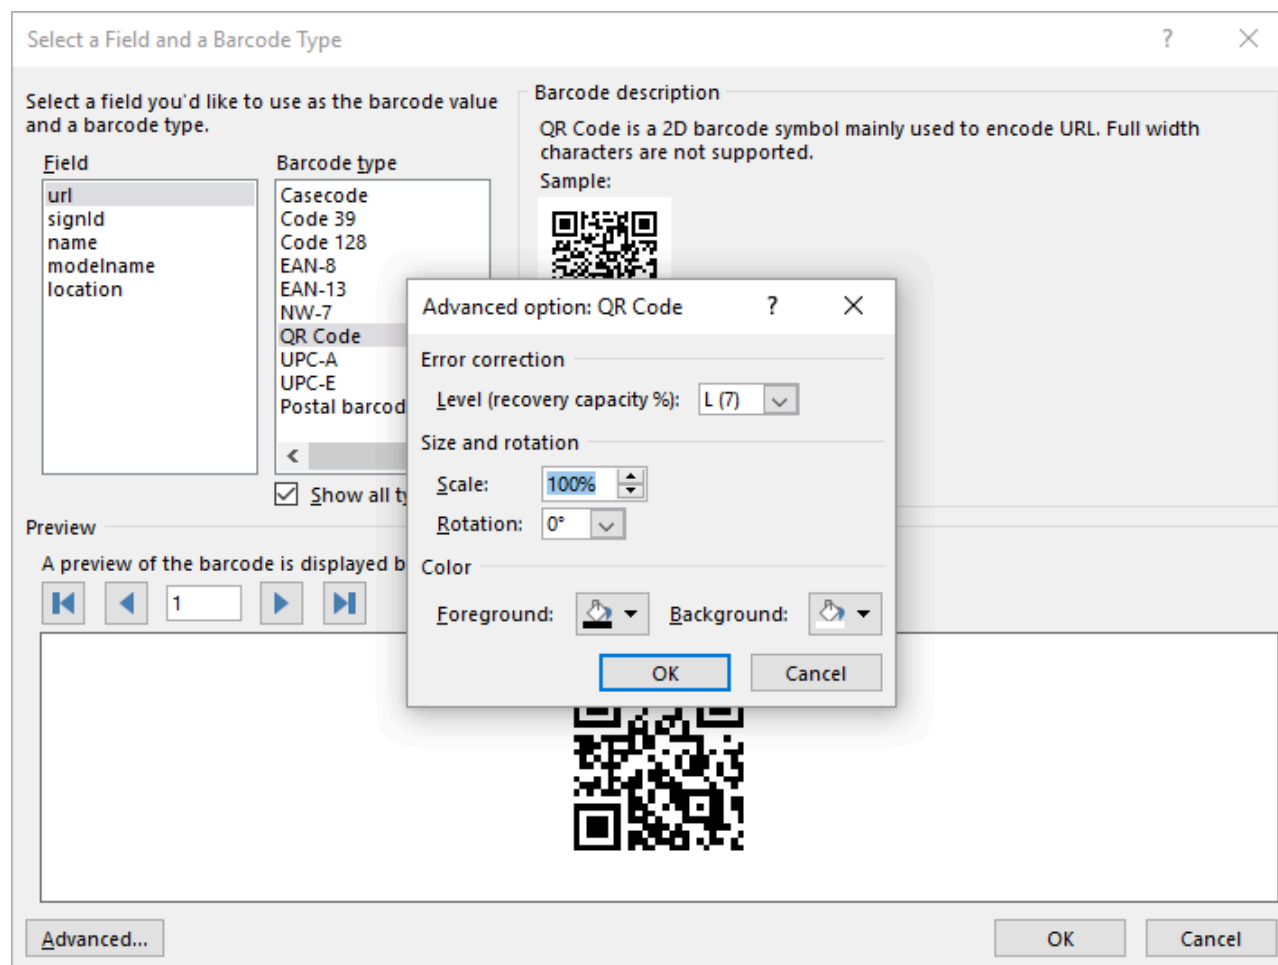 Select a Field and a Barcode Type
Select a field you'd like to use as the barcode value
and a barcode type.
Field
url
signId
name
modelname
location
Barcode type
Casecode
Code 39
Code 128
EAN-8
EAN-13
NW-7
QR Code
UPC-A
UPC-E
Postal barcod
Show all
Barcode description
QR Code is a 2D barcode symbol mainly used to encode URL. Full width
characters are not supported.
Sample:
Advanced option: QR Code
?
Error correction
Level (recovery capacity %): L (7)
Size and rotation
Scale: 100%
Rotation: 0°
Color
Foreground: Background:
OK Cancel
Preview
A preview of the barcode is displayed b
1
Advanced...
OK Cancel